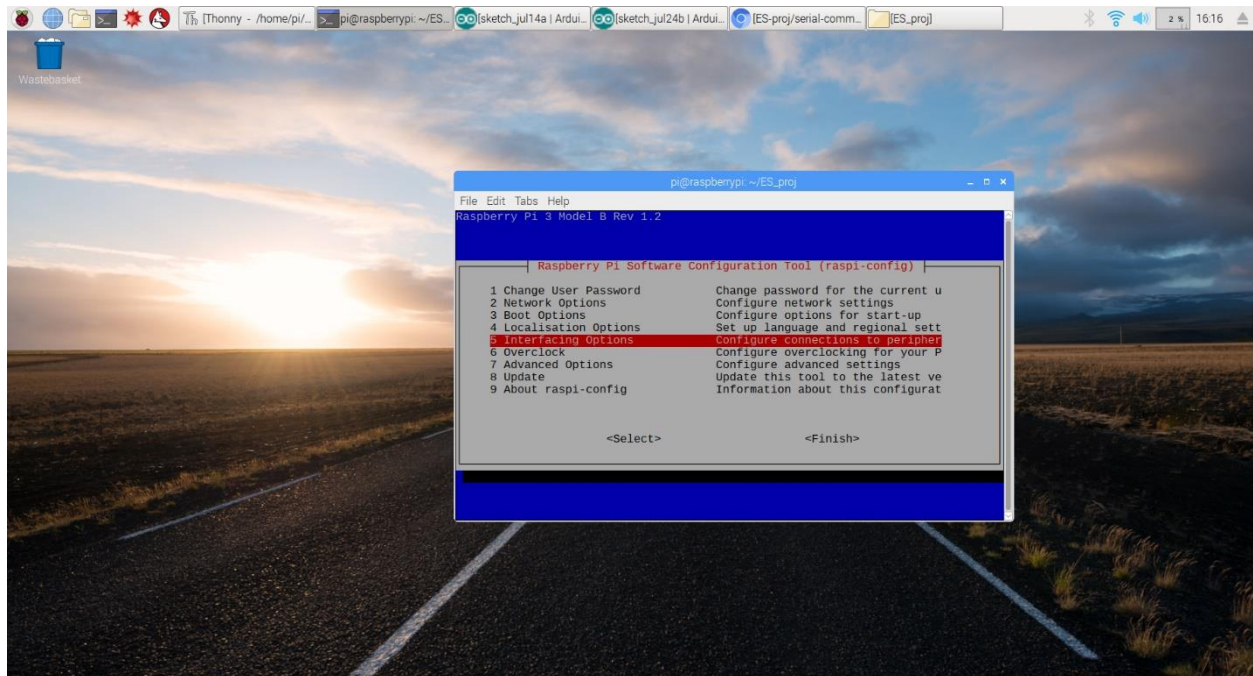 [Thonny - /home/pi/...
pi@raspberrypi: ~/ES...
[sketch_jul14a | Ardui...
[sketch_jul24b | Ardui...
[ES-proj/serial-comm...
[ES_proj]
2 %
16:16
Wastebasket
pi@raspberrypi: ~/ES_proj
File Edit Tabs Help
Raspberry Pi 3 Model B Rev 1.2
Raspberry Pi Software Configuration Tool (raspi-config)
1 Change User Password Change password for the current u
2 Network Options Configure network settings
3 Boot Options Configure options for start-up
4 Localisation Options Set up language and regional sett
5 Interfacing Options Configure connections to peripher
6 Overclock Configure overclocking for your P
7 Advanced Options Configure advanced settings
8 Update Update this tool to the latest ve
9 About raspi-config Information about this configurat
<Select> <Finish>